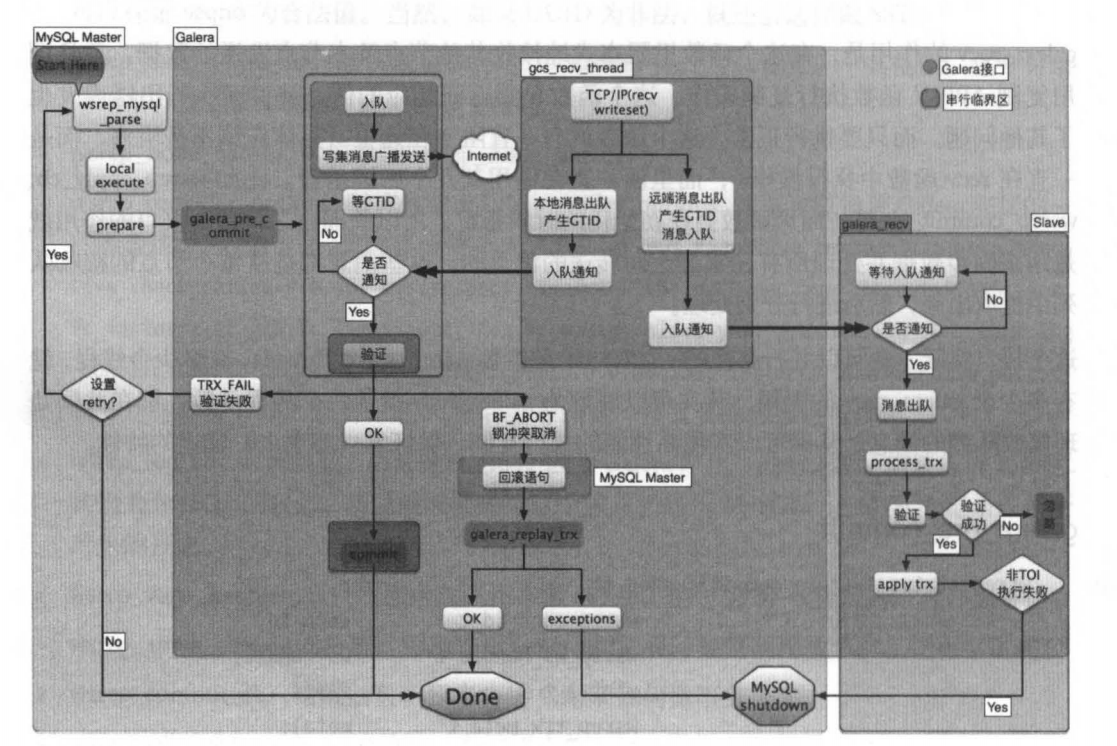 MySQL Master
Galera
Start Here
wsrep_mysql
_parse
local
execute
prepare
Yes
galera_pre_c
ommit
入队
写集消息广播发送
Internet
等GTID
No
是否
通知
Yes
验证
gcs_recv_thread
TCP/IP(recv
writeset)
本地消息出队
产生GTID
入队通知
远端消息出队
产生GTID
消息入队
入队通知
Galera接口
串行临界区
galera_recv
Slave
等待入队通知
No
是否通知
Yes
消息出队
process_trx
验证
验证
成功
No
忽
略
Yes
apply trx
非TOI
执行失败
设置
retry?
TRX_FAIL
验证失败
OK
BF_ABORT
锁冲突取消
回滚语句
MySQL Master
galera_replay_trx
commit
OK
exceptions
No
Done
MySQL
shutdown
Yes